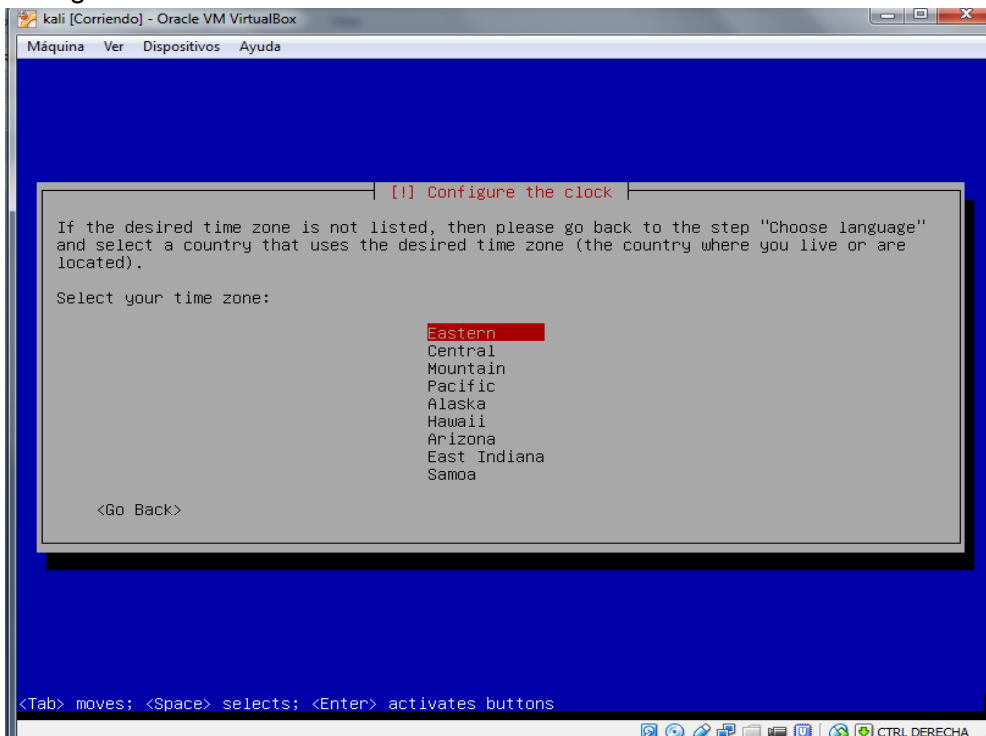 kali [Corriendo] - Oracle VM VirtualBox
Máquina Ver Dispositivos Ayuda
[!] Configure the clock
If the desired time zone is not listed, then please go back to the step "Choose language"
and select a country that uses the desired time zone (the country where you live or are
located).
Select your time zone:
Eastern
Central
Mountain
Pacific
Alaska
Hawaii
Arizona
East Indiana
Samoa
<Go Back>
<Tab> moves; <Space> selects; <Enter> activates buttons
CTRL DERECHA